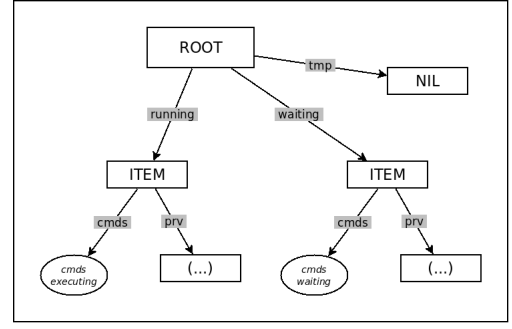 ROOT
tmp
NIL
running
waiting
ITEM
ITEM
cmds
prv
cmds
prv
cmds
executing
(...)
cmds
waiting
(...)